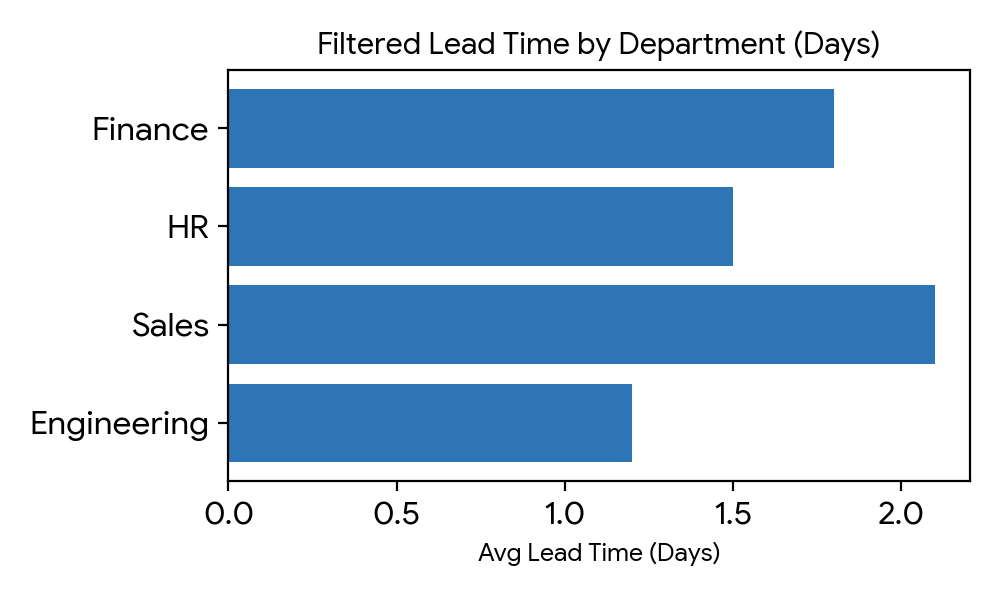 Filtered Lead Time by Department (Days)
Finance
HR
Sales
Engineering
0.0 0.5 1.0 1.5 2.0
Avg Lead Time (Days)